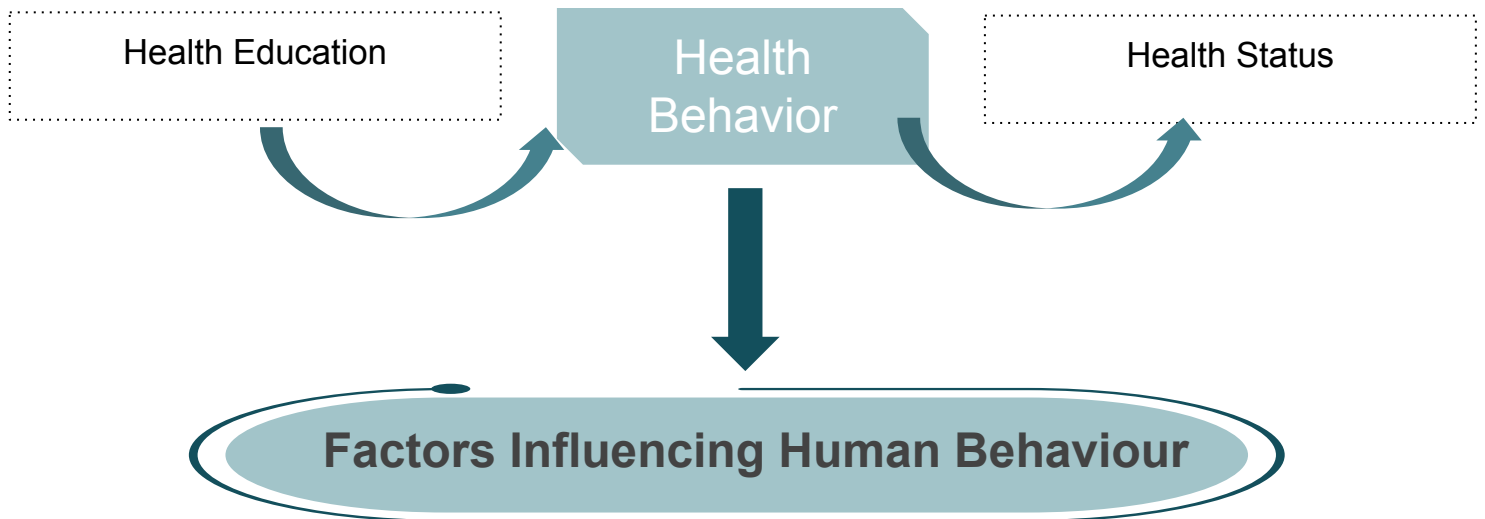 Health Education
Health
Behavior
Health Status
Factors Influencing Human Behaviour